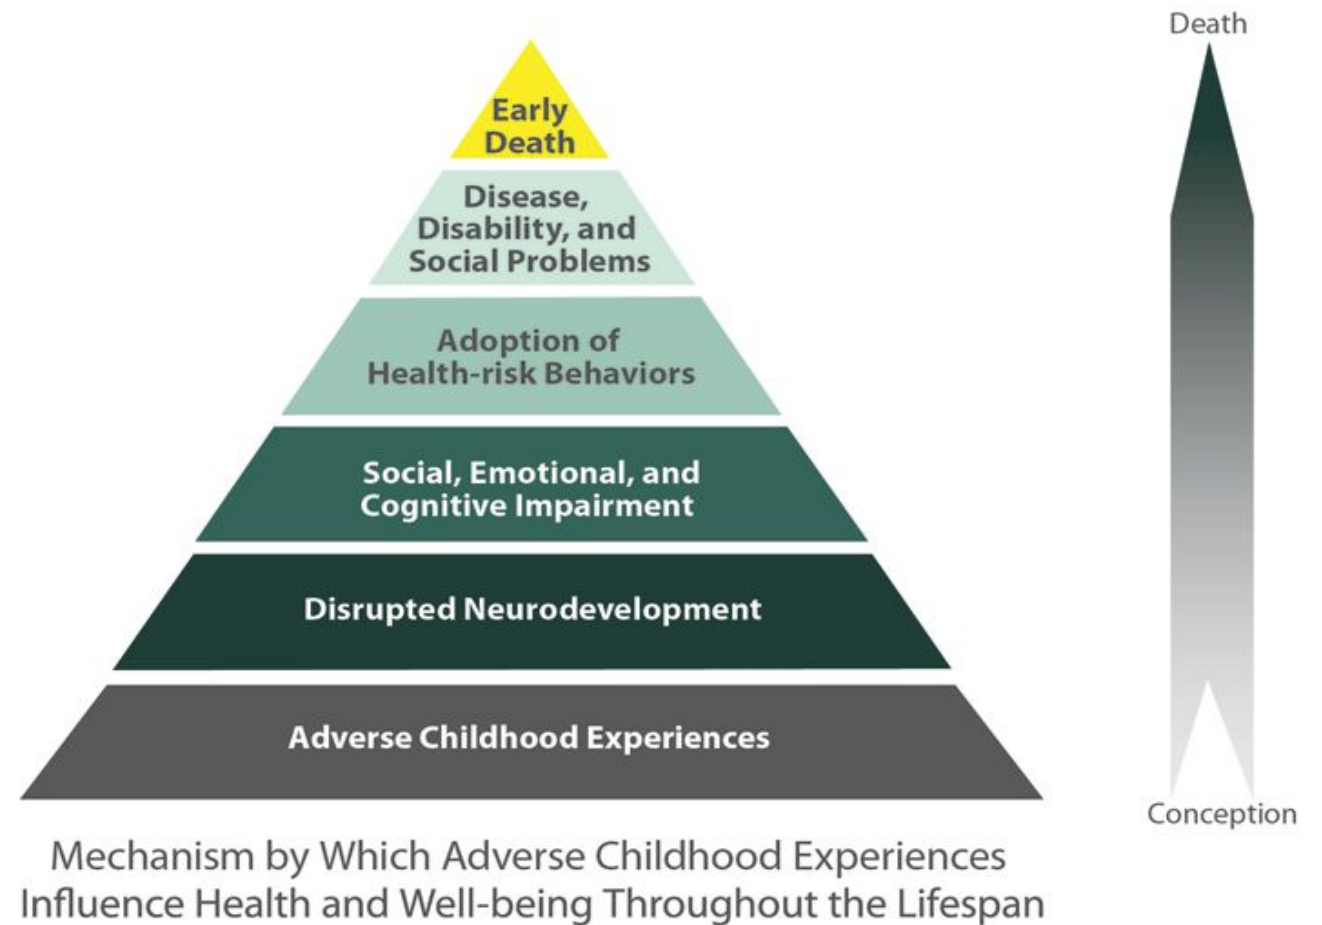 Death
Early
Death
Disease,
Disability, and
Social Problems
Adoption of
Health-risk Behaviors
Social, Emotional, and
Cognitive Impairment
Disrupted Neurodevelopment
Adverse Childhood Experiences
Conception
Mechanism by Which Adverse Childhood Experiences
Influence Health and Well-being Throughout the Lifespan